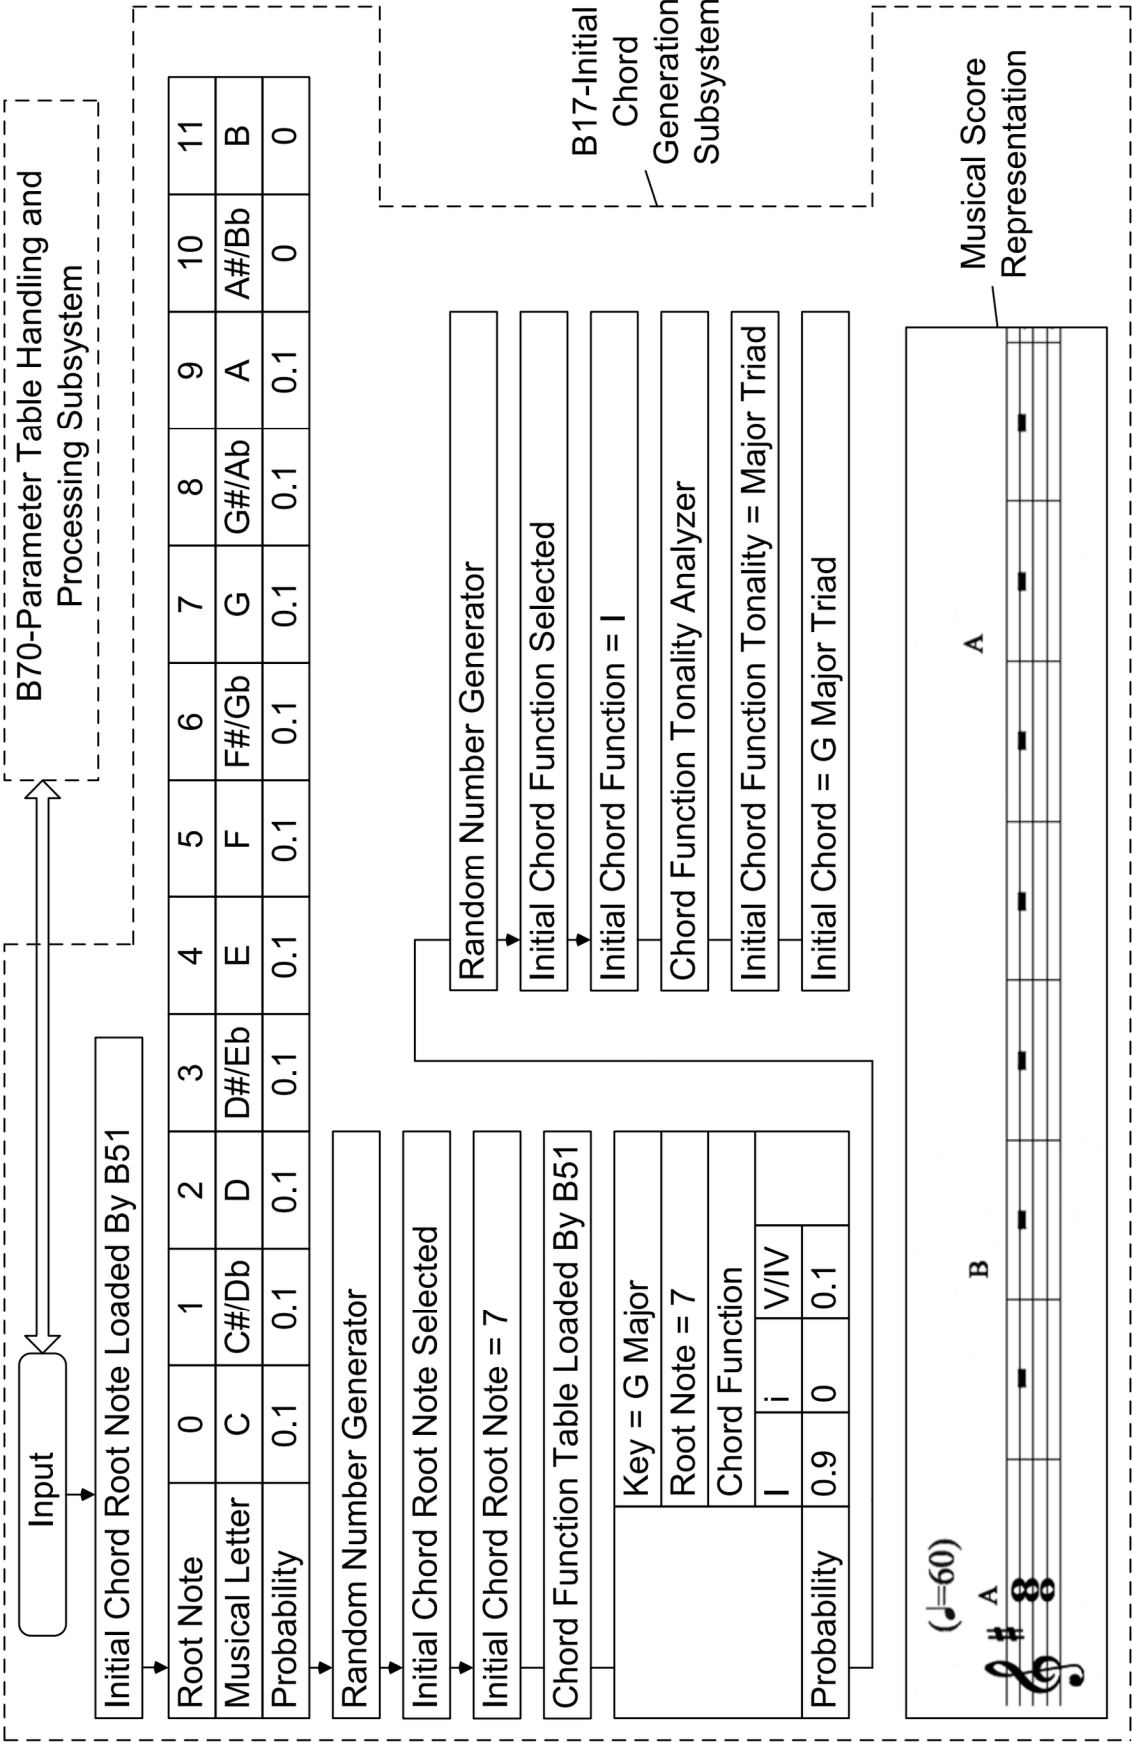 B70-Parameter Table Handling and
Processing Subsystem
Input
Initial Chord Root Note Loaded By B51
Root Note 0 1 2 3 4 5 6 7 8 9 10 11
Musical Letter C C#/Db D D#/Eb E F F#/Gb G G#/Ab A A#/Bb B
Probability 0.1 0.1 0.1 0.1 0.1 0.1 0.1 0.1 0.1 0.1 0 0
Random Number Generator
Initial Chord Root Note Selected
Initial Chord Root Note = 7
Chord Function Table Loaded By B51
Key = G Major
Root Note = 7
Chord Function
I i V/IV
Probability 0.9 0 0.1
Random Number Generator
Initial Chord Function Selected
Initial Chord Function = I
Chord Function Tonality Analyzer
Initial Chord Function Tonality = Major Triad
Initial Chord = G Major Triad
B17-Initial
Chord
Generation
Subsystem
Musical Score
Representation
(♩=60)
A B A
8
8